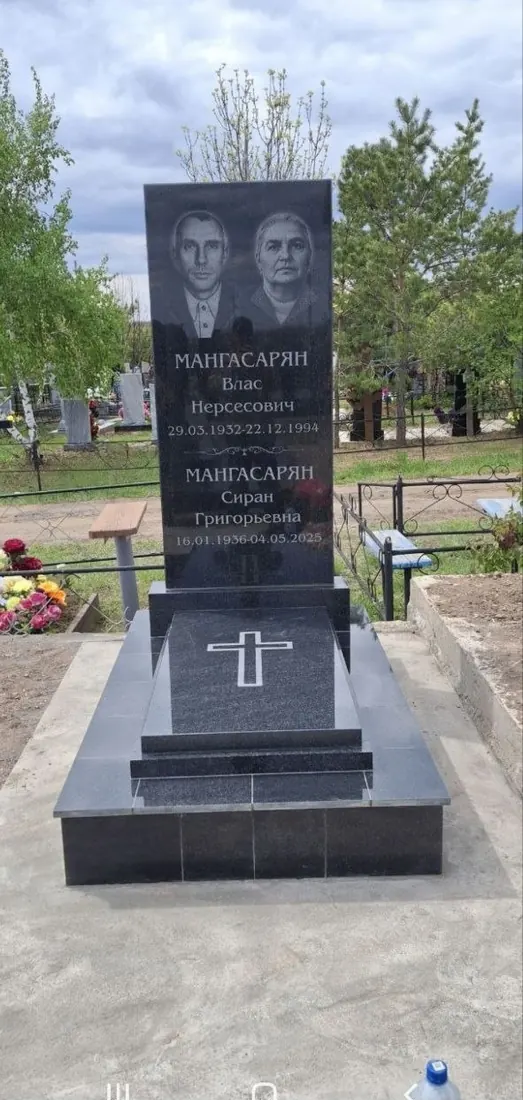 МАНГАСАРЯН
Влас
Нерсесович
29.03.1932-22.12.1994
МАНГАСАРЯН
Сиран
Григорьевна
16.01.1936-04.05.2025